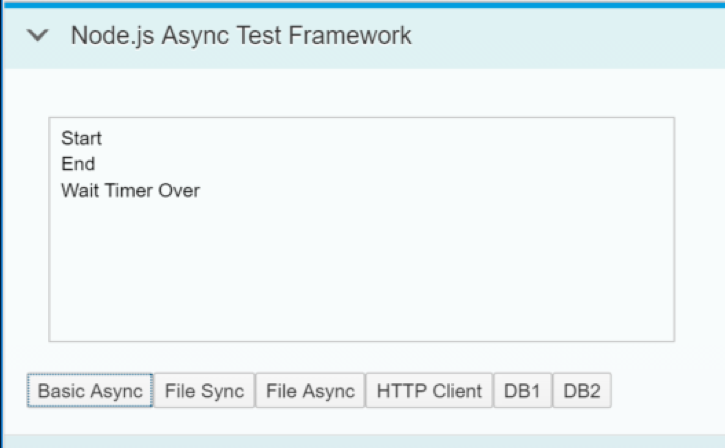 Node.js Async Test Framework
Start
End
Wait Timer Over
Basic Async File Sync File Async HTTP Client DB1 DB2